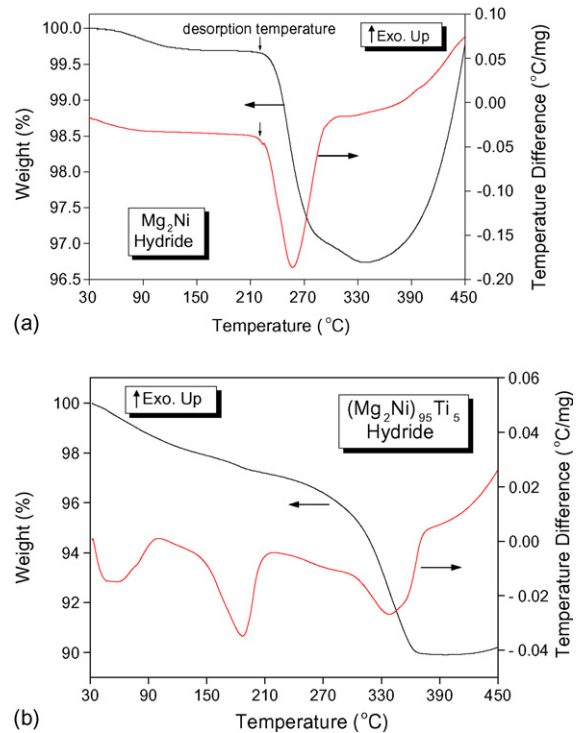 (a)
desorption temperature
↑Exo. Up
Mg₂Ni
Hydride
Weight (%)
100.0
99.5
99.0
98.5
98.0
97.5
97.0
96.5
Temperature Difference (°C/mg)
0.10
0.05
0.00
-0.05
-0.10
-0.15
-0.20
30 90 150 210 270 330 390 450
Temperature (°C)
(b)
↑Exo. Up
(Mg₂Ni)₉₅Ti₅
Hydride
Weight (%)
100
98
96
94
92
90
Temperature Difference (°C/mg)
0.06
0.04
0.02
0.00
-0.02
-0.04
30 90 150 210 270 330 390 450
Temperature (°C)